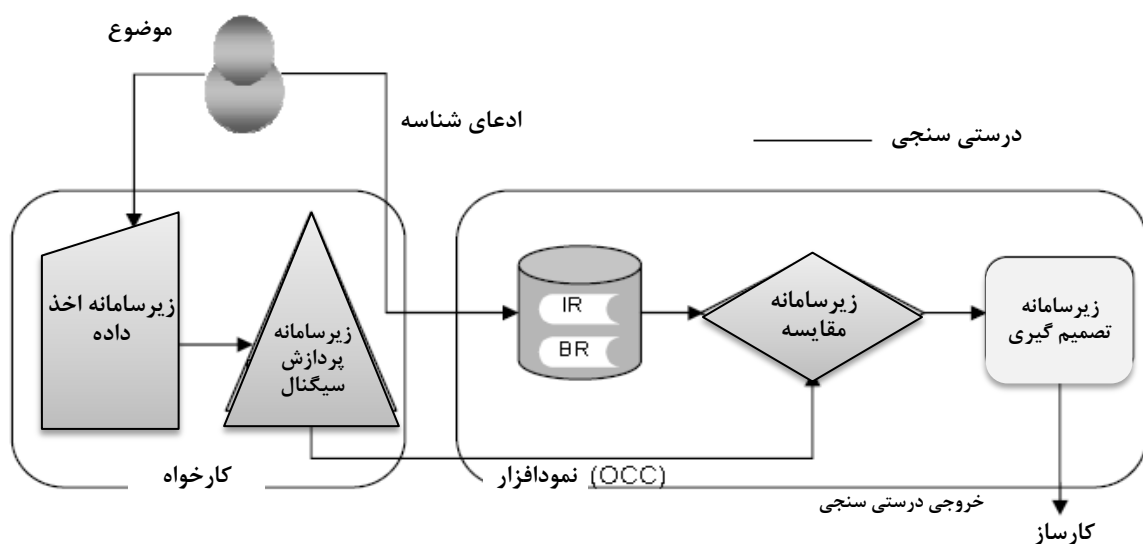 موضوع
ادعای شناسه
درستی سنجی
زیرسامانه اخذ
داده
زیرسامانه
پردازش
سیگنال
IR
BR
زیرسامانه
مقایسه
زیرسامانه
تصمیم گیری
کارخواه
نمودافزار (OCC)
خروجی درستی سنجی
کارساز